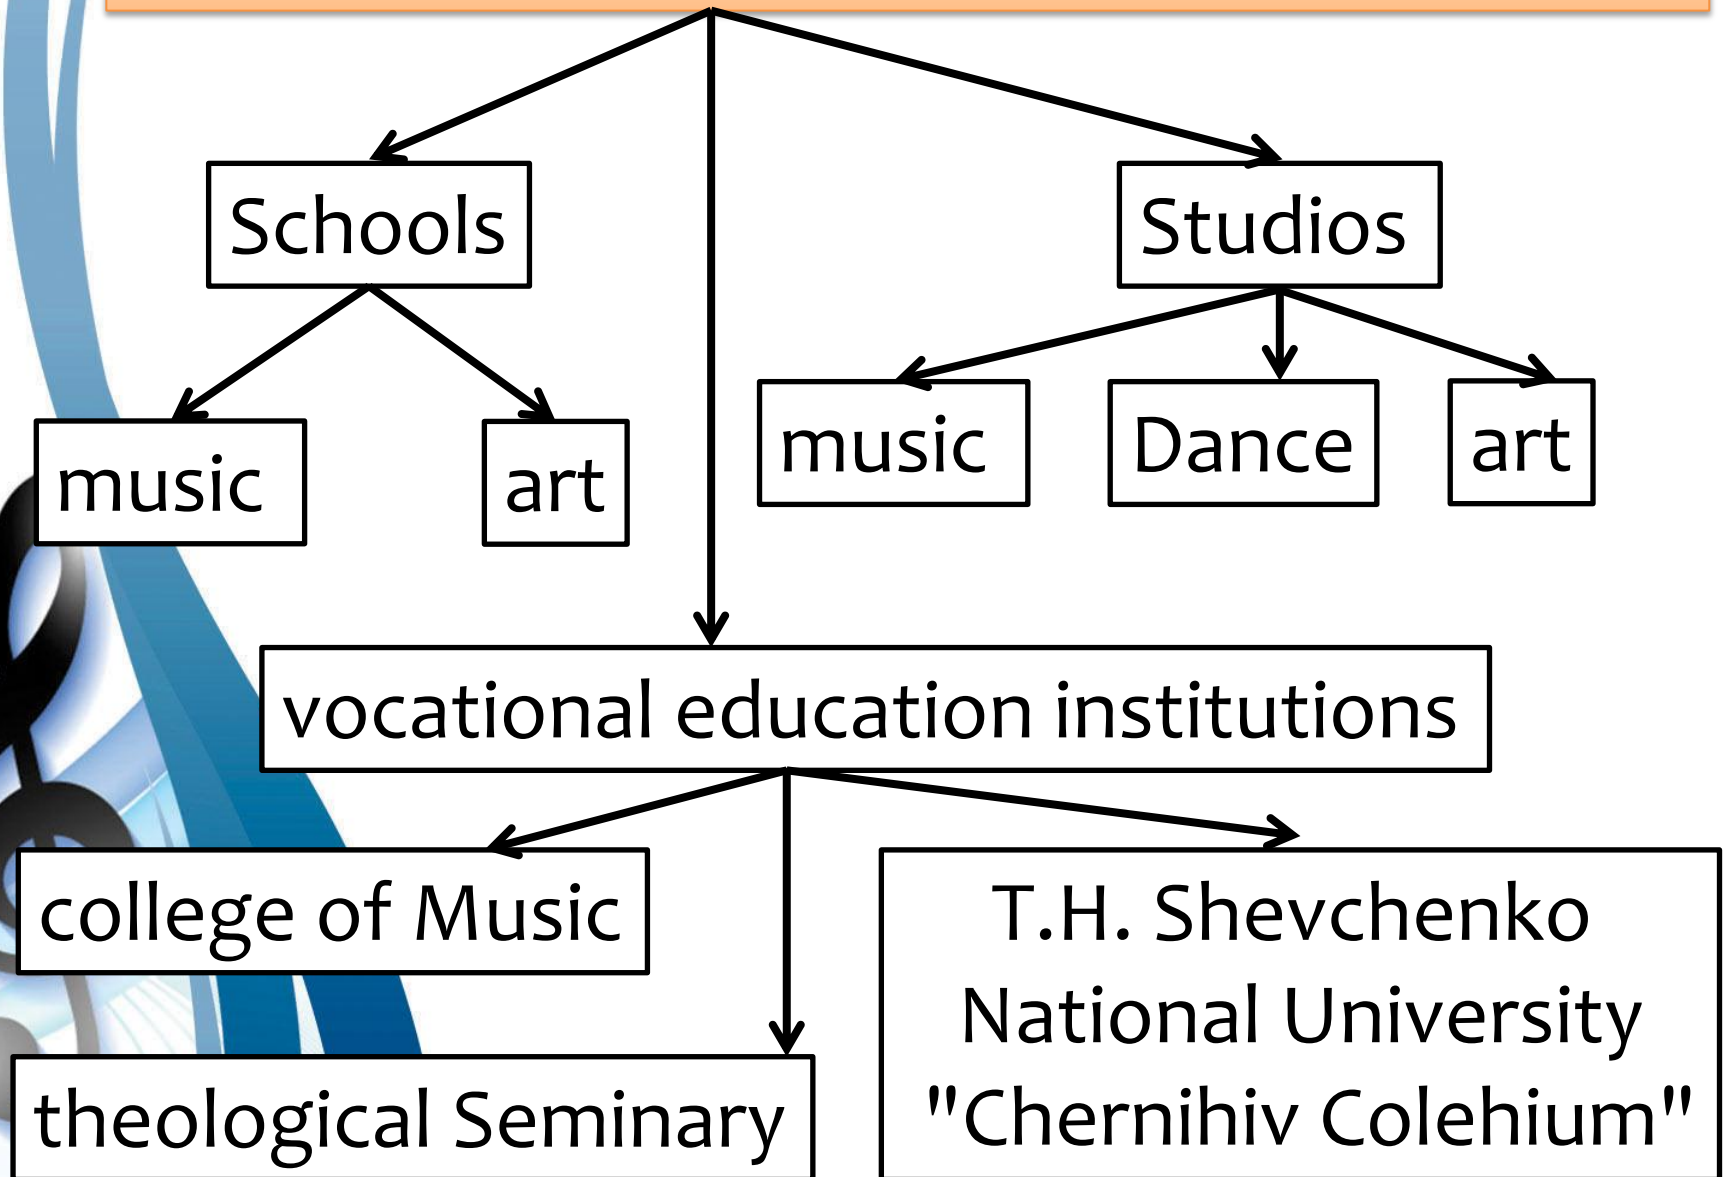 Schools
Studios
music
art
music
Dance
art
vocational education institutions
college of Music
theological Seminary
T.H. Shevchenko
National University
"Chernihiv Colehium"